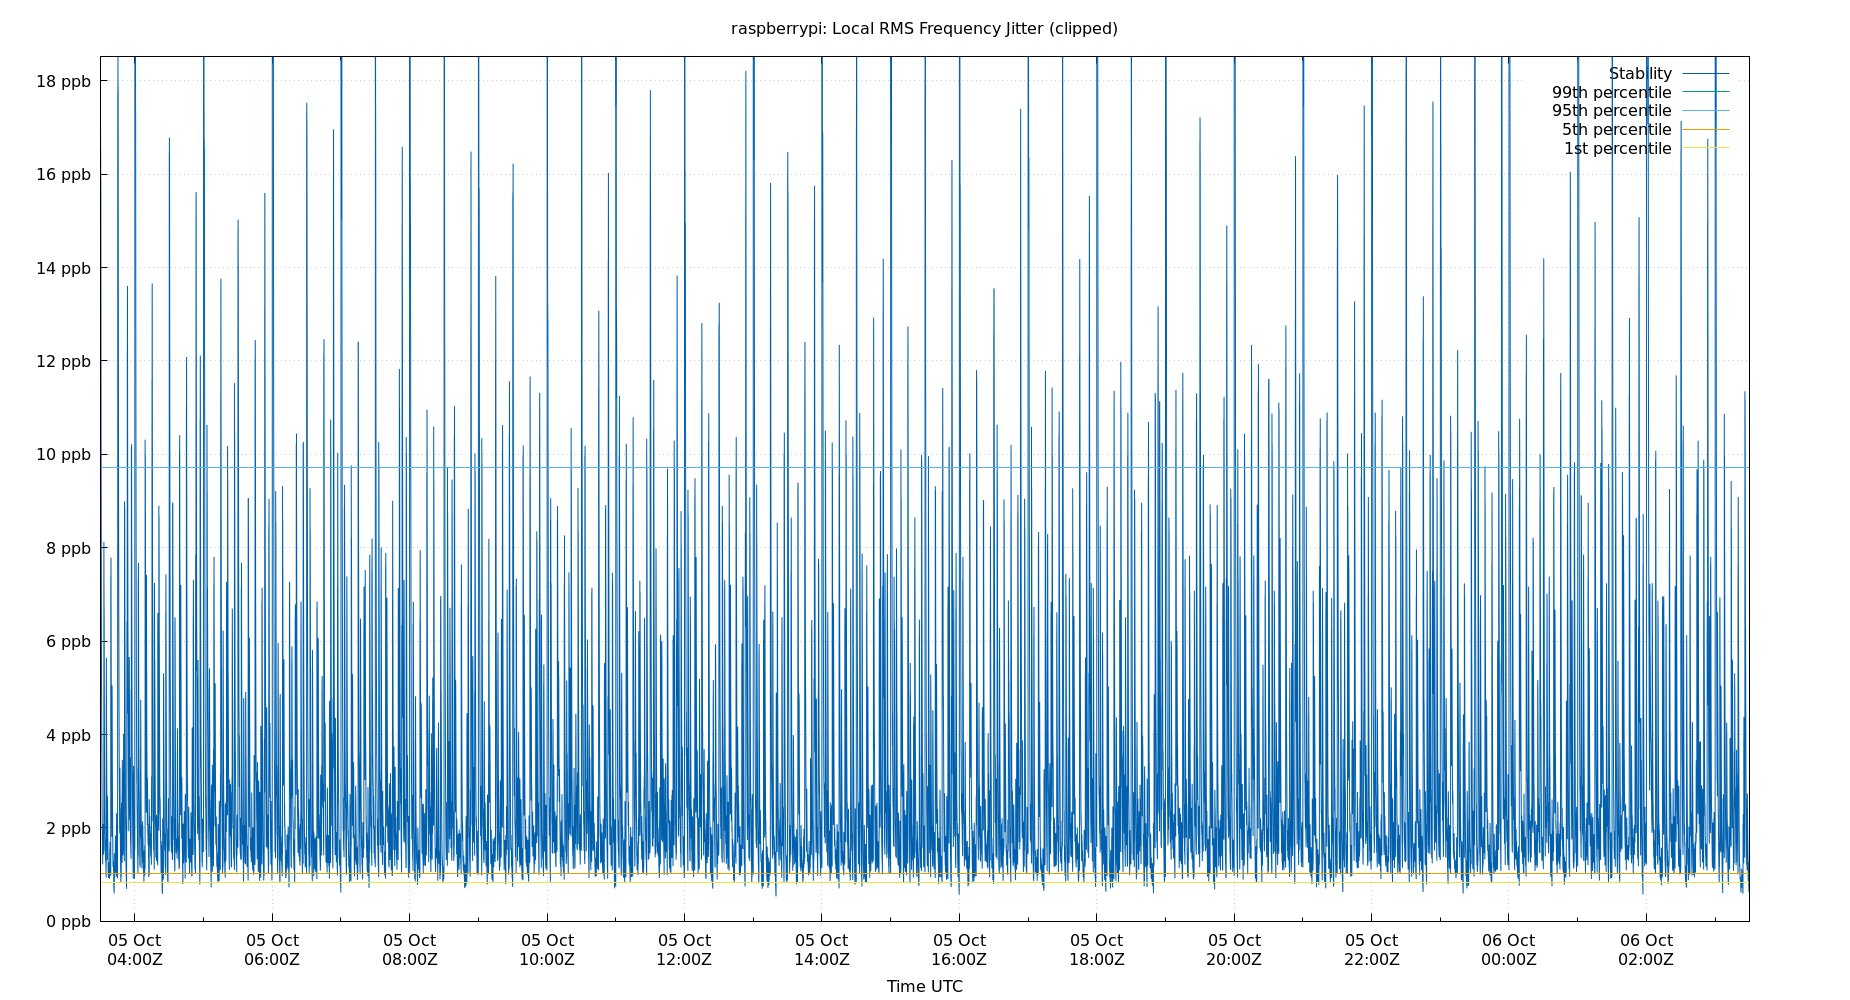 raspberrypi: Local RMS Frequency Jitter (clipped)
18 ppb
16 ppb
14 ppb
12 ppb
10 ppb
8 ppb
6 ppb
4 ppb
2 ppb
0 ppb
Stability
99th percentile
95th percentile
5th percentile
1st percentile
05 Oct 05 Oct 05 Oct 05 Oct 05 Oct 05 Oct 05 Oct 05 Oct 05 Oct 05 Oct 06 Oct 06 Oct
04:00Z 06:00Z 08:00Z 10:00Z 12:00Z 14:00Z 16:00Z 18:00Z 20:00Z 22:00Z 00:00Z 02:00Z
Time UTC